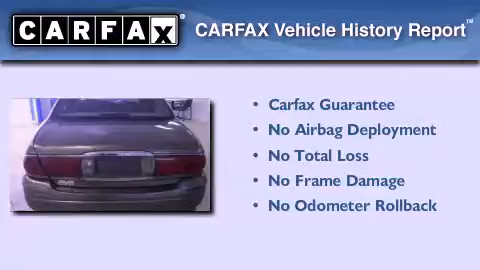 CARFAX®
CARFAX Vehicle History Report™
• Carfax Guarantee
• No Airbag Deployment
• No Total Loss
• No Frame Damage
• No Odometer Rollback